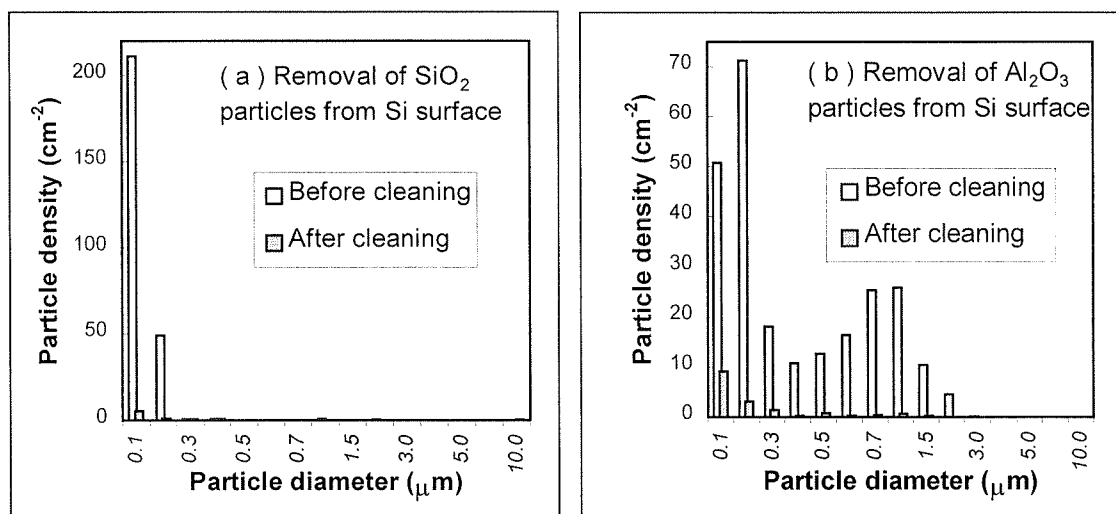 ( a ) Removal of SiO₂
particles from Si surface
Before cleaning
After cleaning
Particle density (cm⁻²)
200
150
100
50
0
0.1 0.3 0.5 0.7 1.5 3.0 5.0 10.0
Particle diameter (μm)
( b ) Removal of Al₂O₃
particles from Si surface
Before cleaning
After cleaning
Particle density (cm⁻²)
70
60
50
40
30
20
10
0
0.1 0.3 0.5 0.7 1.5 3.0 5.0 10.0
Particle diameter (μm)